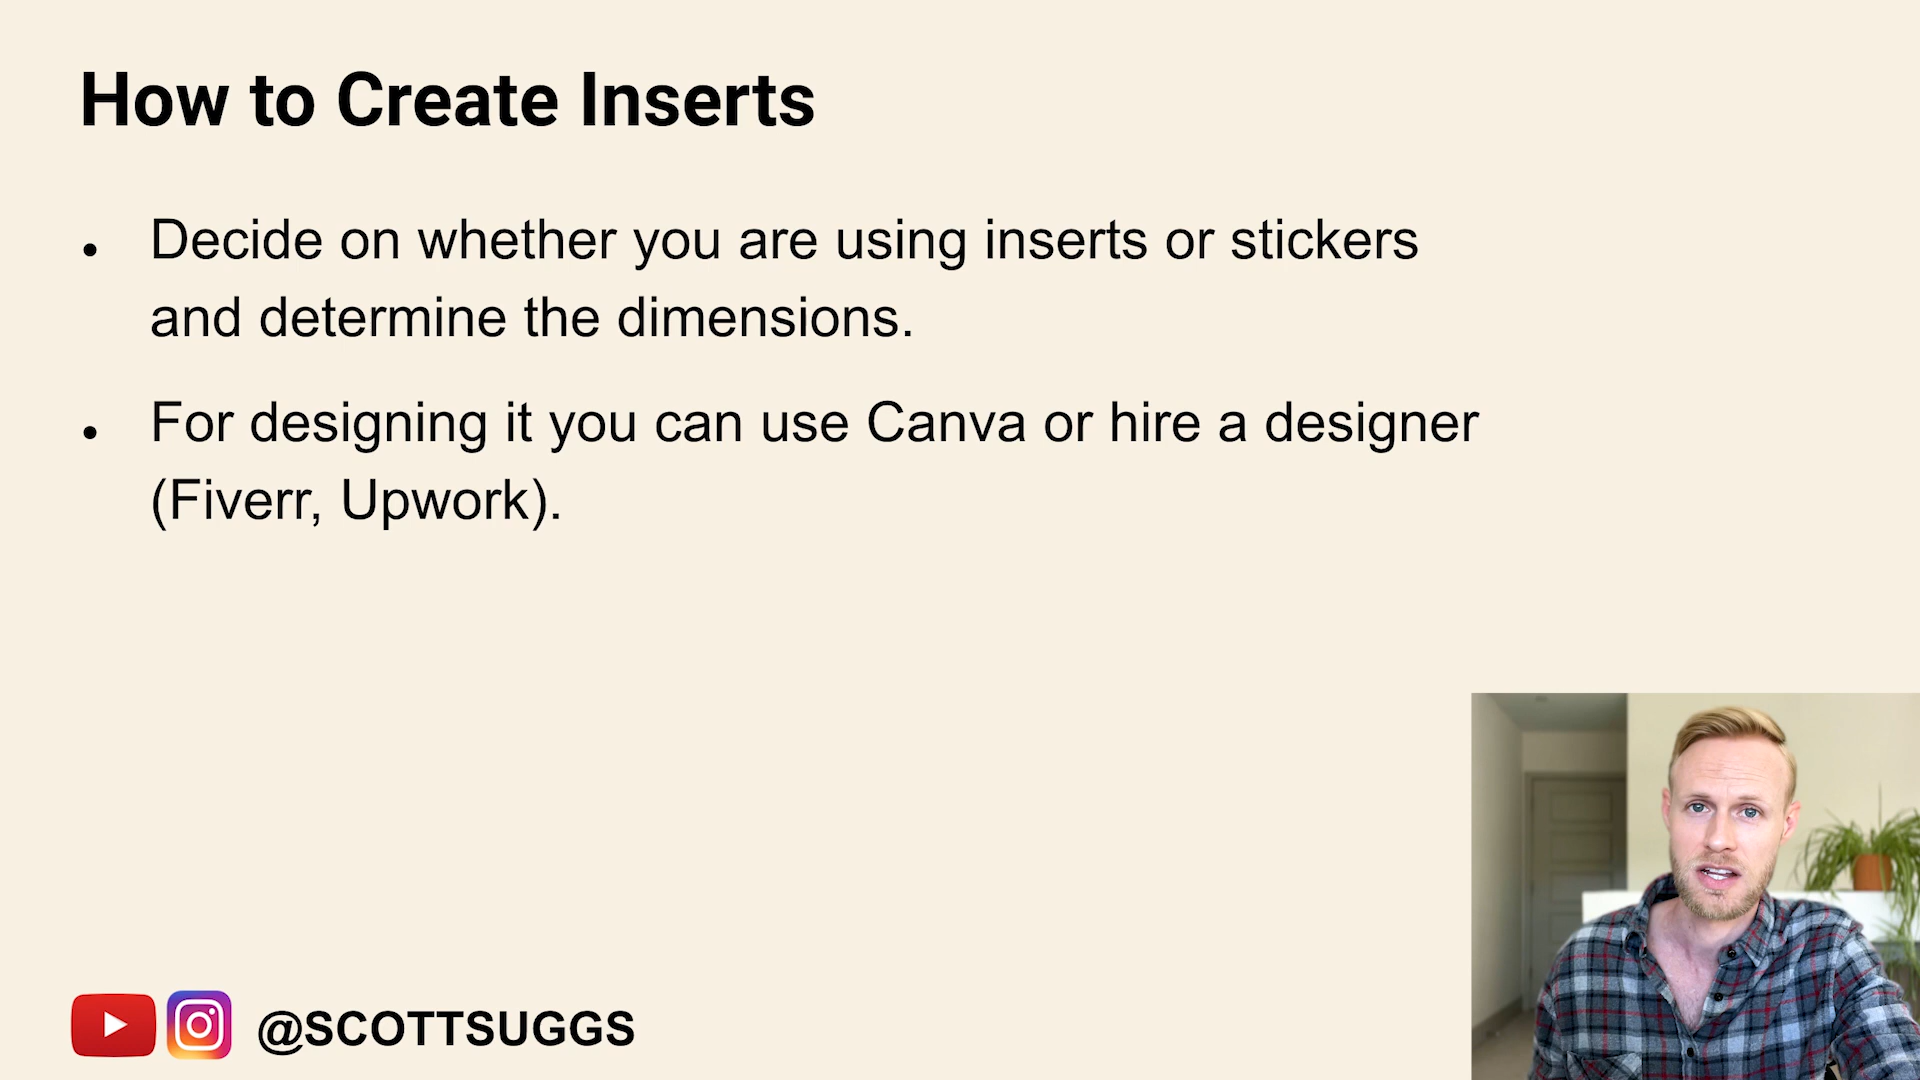 How to Create Inserts
• Decide on whether you are using inserts or stickers
and determine the dimensions.
• For designing it you can use Canva or hire a designer
(Fiverr, Upwork).
@SCOTTSUGGS